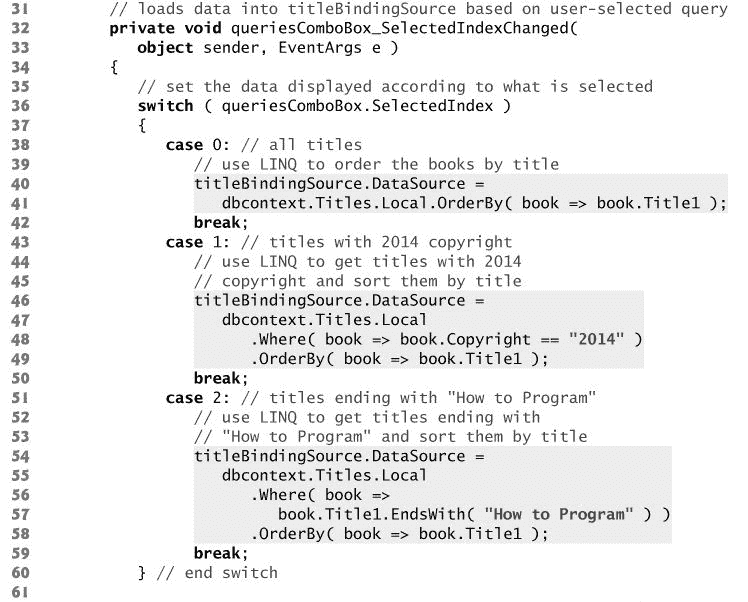 31 // loads data into titleBindingSource based on user-selected query
32 private void queriesComboBox_SelectedIndexChanged(
33 object sender, EventArgs e )
34 {
35 // set the data displayed according to what is selected
36 switch ( queriesComboBox.SelectedIndex )
37 {
38 case 0: // all titles
39 // use LINQ to order the books by title
40 titleBindingSource.DataSource =
41 dbcontext.Titles.Local.OrderBy( book => book.Title1 );
42 break;
43 case 1: // titles with 2014 copyright
44 // use LINQ to get titles with 2014
45 // copyright and sort them by title
46 titleBindingSource.DataSource =
47 dbcontext.Titles.Local
48 .Where( book => book.Copyright == "2014" )
49 .OrderBy( book => book.Title1 );
50 break;
51 case 2: // titles ending with "How to Program"
52 // use LINQ to get titles ending with
53 // "How to Program" and sort them by title
54 titleBindingSource.DataSource =
55 dbcontext.Titles.Local
56 .Where( book =>
57 book.Title1.EndsWith( "How to Program" ) )
58 .OrderBy( book => book.Title1 );
59 break;
60 } // end switch
61